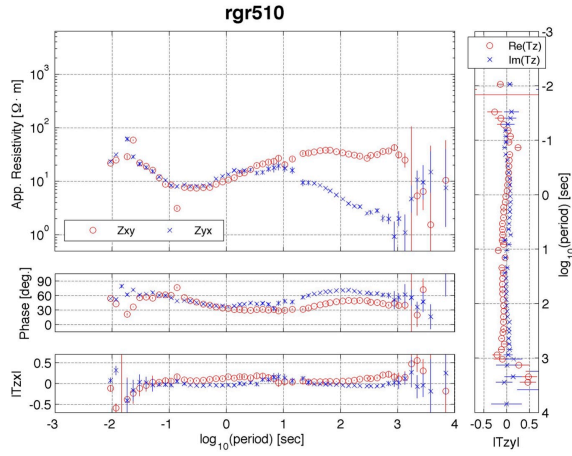 rgr510
App. Resistivity [Ω · m]
10³
10²
10¹
10⁰
Zxy
Zyx
Phase [deg.]
90
60
30
0
|Tzx|
0.5
0
-0.5
-3
-2
-1
0
1
2
3
4
log₁₀(period) [sec]
Re(Tz)
Im(Tz)
-3
-2
-1
0
1
2
3
4
log₁₀(period) [sec]
-0.5
0
0.5
|Tzy|